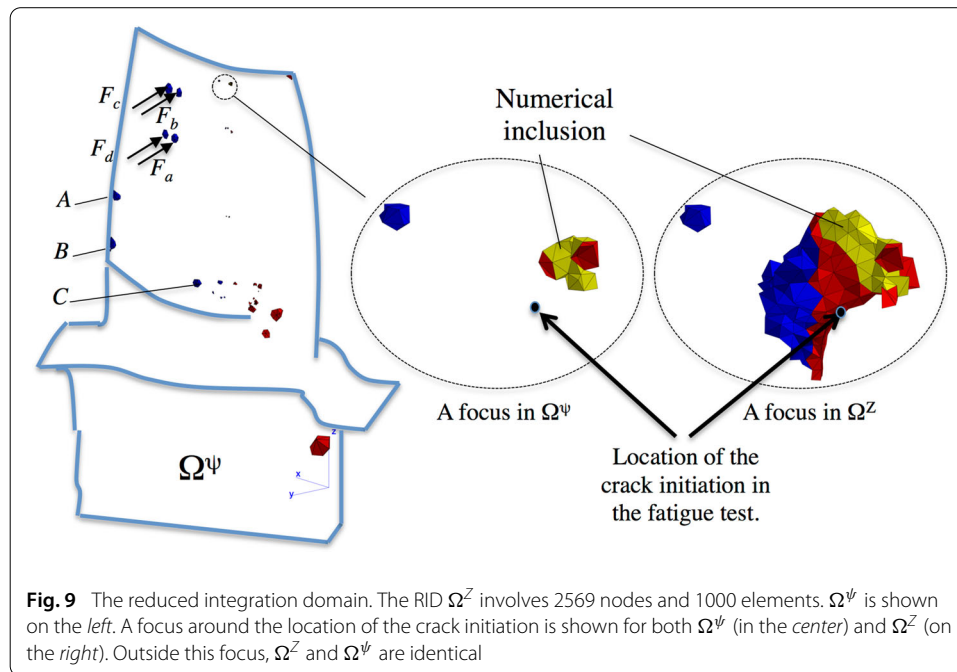 F_c
F_b
F_d
F_a
A
B
C
Numerical
inclusion
A focus in Ω^ψ
A focus in Ω^Z
Location of the
crack initiation in
the fatigue test.
Ω^ψ
z
x
y
Fig. 9 The reduced integration domain. The RID Ω^Z involves 2569 nodes and 1000 elements. Ω^ψ is shown
on the left. A focus around the location of the crack initiation is shown for both Ω^ψ (in the center) and Ω^Z (on
the right). Outside this focus, Ω^Z and Ω^ψ are identical